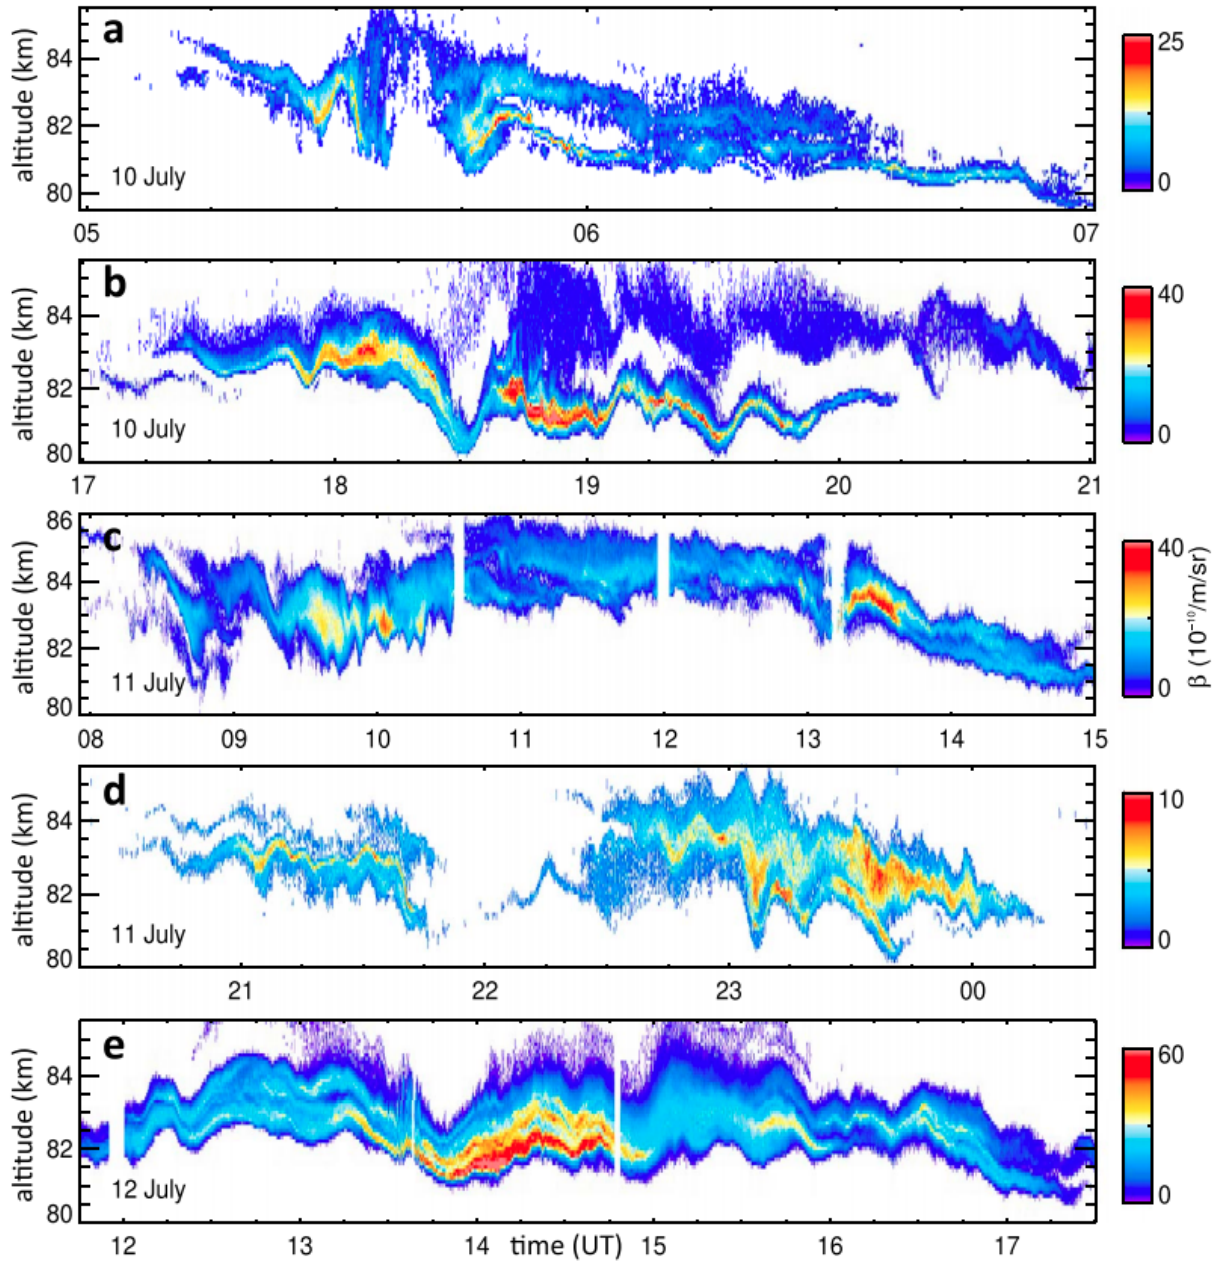 a
altitude (km)
84
82
80
10 July
05 06 07
25
0
b
altitude (km)
84
82
80
10 July
17 18 19 20 21
40
0
c
altitude (km)
86
84
82
80
11 July
08 09 10 11 12 13 14 15
40
0
β (10⁻¹⁰/m/sr)
d
altitude (km)
84
82
80
11 July
21 22 23 00
10
0
e
altitude (km)
84
82
80
12 July
12 13 14 time (UT) 15 16 17
60
0